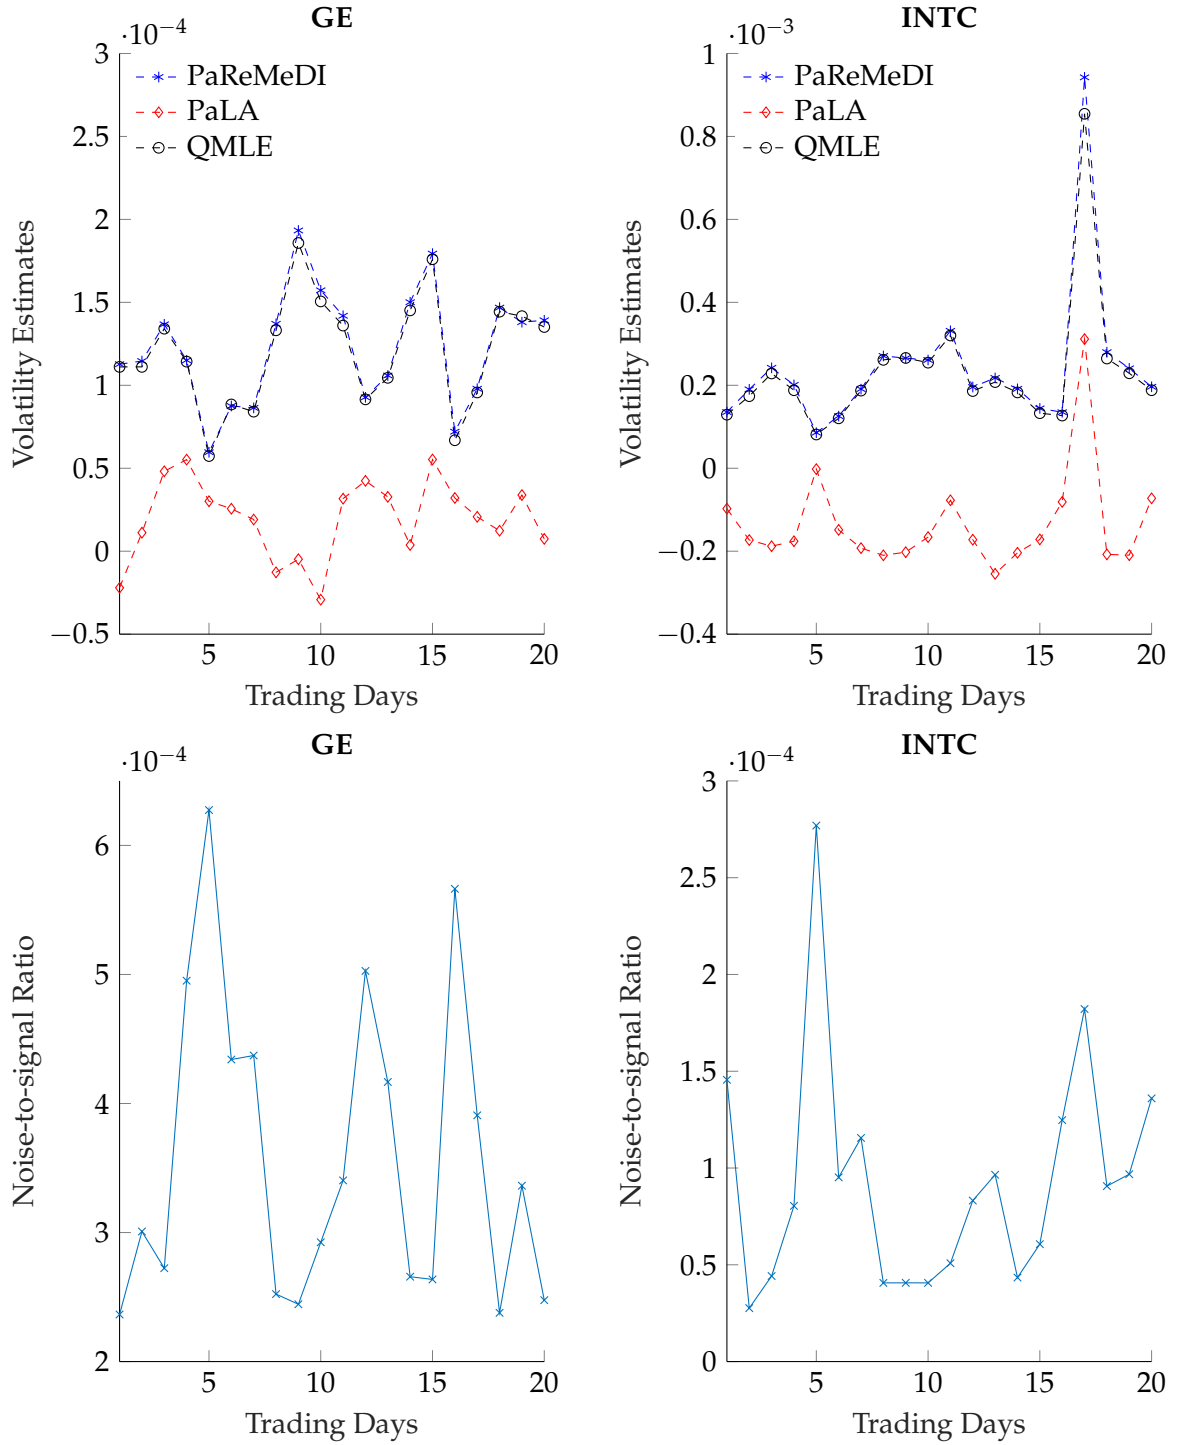 GE
·10−4
3
2.5
2
1.5
1
0.5
0
−0.5
PaReMeDI
PaLA
QMLE
Volatility Estimates
5 10 15 20
Trading Days
INTC
·10−3
1
0.8
0.6
0.4
0.2
0
−0.2
−0.4
PaReMeDI
PaLA
QMLE
Volatility Estimates
5 10 15 20
Trading Days
GE
·10−4
6
5
4
3
2
Noise-to-signal Ratio
5 10 15 20
Trading Days
INTC
·10−4
3
2.5
2
1.5
1
0.5
0
Noise-to-signal Ratio
5 10 15 20
Trading Days